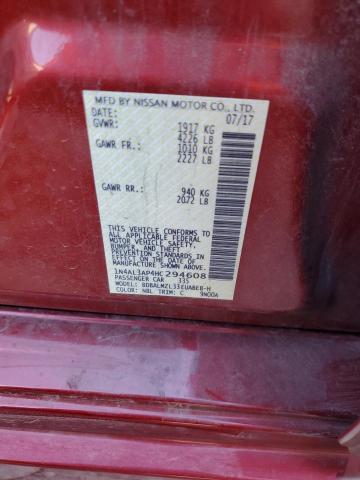 MFD BY NISSAN MOTOR CO., LTD.
DATE: 07/17
GVWR: 1917 KG
4226 LB
GAWR FR.: 1010 KG
2227 LB
GAWR RR.: 940 KG
2072 LB
THIS VEHICLE CONFORMS TO ALL
APPLICABLE FEDERAL MOTOR
VEHICLE SAFETY, BUMPER, AND
THEFT PREVENTION STANDARDS
IN EFFECT ON THE DATE OF
MANUFACTURE SHOWN ABOVE.
1N4AL3AP4HC294608
PASSENGER CAR 335
MODEL: BDBALMZL33EUABEB-H
COLOR: NBL TRIM: C 9N00A